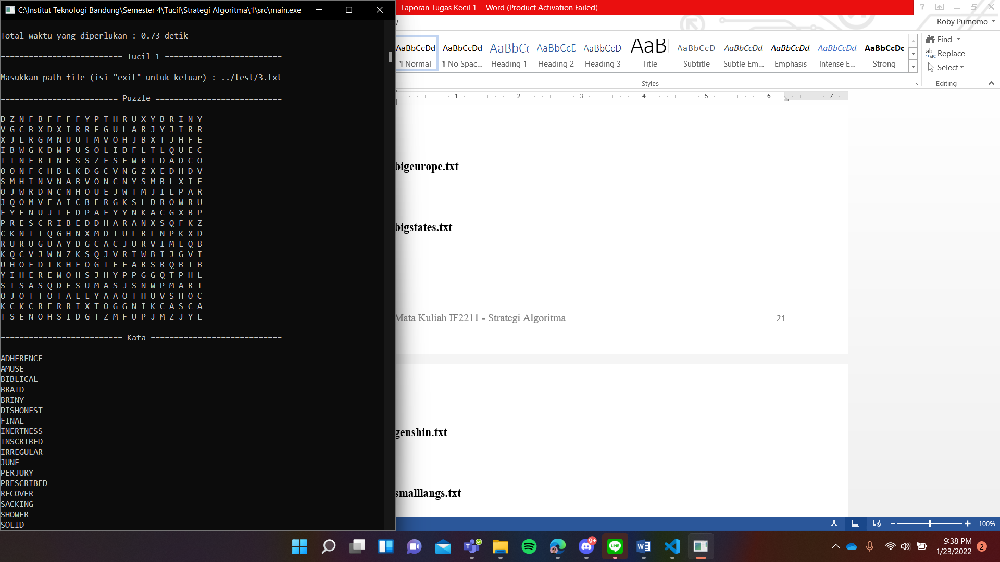 C:\Institut Teknologi Bandung\Semester 4\Tucil\Strategi Algoritma\1\src\main.exe
Total waktu yang diperlukan : 0.73 detik
========================== Tucil 1 =========================
Masukkan path file (isi "exit" untuk keluar) : ../test/3.txt
========================= Puzzle ===========================
D Z N F B F F F F Y P T H R U X Y B R I N Y
V G C B X D X I R R E G U L A R J Y J I R R
X J L R G M N U U T M V O H J B X T J H F E
I B W G K D W P U S O L I D F L T L Q U E C
T I N E R T N E S S Z E S F W B T D A D C O
O O N F C H B L K D G C V N G Z X E D H D V
S M H I N V N A B V O N C N Y S M B L X I E
O J W R D N C N H O U E J W T M J I L P A R
J Q O M V E A I C B F R G K S L D R O W R U
F Y E N U J I F D P A E Y Y N K A C G X B P
P R E S C R I B E D D H A R A N X S Q F K Z
C K N I I Q G H N X M D I U L R L N P K X D
R U R U G U A Y D G C A C J U R V I M L Q B
K Q C V J W N Z K S Q J V R T W B I J G V I
U H O E D I K H E O G I F E A R S R Q B I B
Y I H E R E W O H S J H Y P P G G Q T P H L
S I S A S Q D E S U M A S J S N W P M A R I
O J O T T O T A L L Y A A O T H U V S H O C
K C K C R E R R I X T O G G N I K C A S C A
T S E N O H S I D G T Z M F U P J M Z J Y L
========================== Kata ============================
ADHERENCE
AMUSE
BIBLICAL
BRAID
BRINY
DISHONEST
FINAL
INERTNESS
INSCRIBED
IRREGULAR
JUNE
PERJURY
PRESCRIBED
RECOVER
SACKING
SHOWER
SOLID
Laporan Tugas Kecil 1 - Word (Product Activation Failed)
Roby Purnomo
AaBbCcDd AaBbCcDd AaBbCc AaBbCcD AaBbCcDd AaBl AaBbCcD AaBbCcDd AaBbCcDd AaBbCcDd AaBbCcDd
¶ Normal ¶ No Spac... Heading 1 Heading 2 Heading 3 Title Subtitle Subtle Em... Emphasis Intense E... Strong
Styles
Find
Replace
Select
Editing
1 2 3 4 5 6 7
bigeurope.txt
bigstates.txt
Mata Kuliah IF2211 - Strategi Algoritma 21
genshin.txt
smalllangs.txt
100%
9+
LINE
9:38 PM
1/23/2022
2